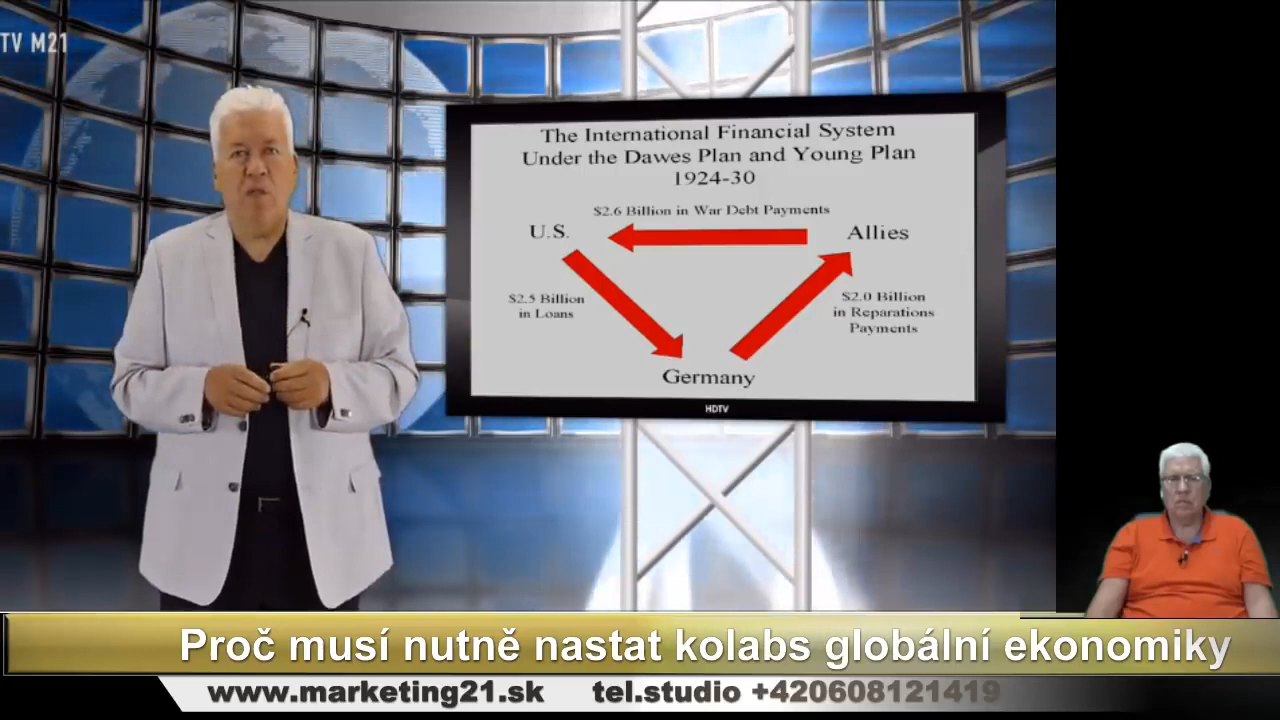 TV M21
The International Financial System
Under the Dawes Plan and Young Plan
1924-30
$2.6 Billion in War Debt Payments
U.S.
Allies
$2.5 Billion
in Loans
$2.0 Billion
in Reparations
Payments
Germany
HDTV
Proč musí nutně nastat kolabs globální ekonomiky
www.marketing21.sk tel.studio +420608121419